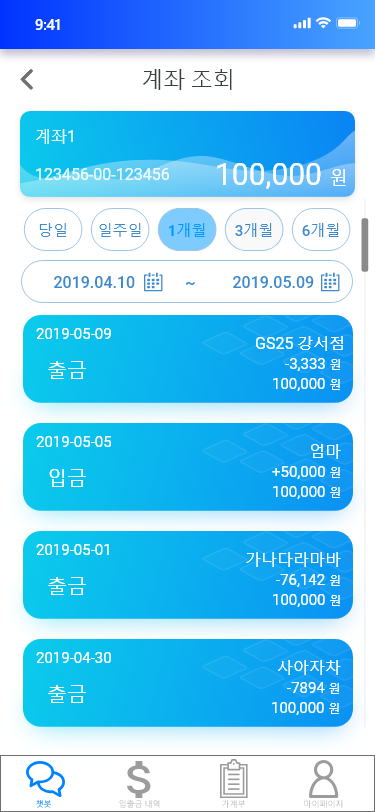 9:41
계좌 조회
계좌1
123456-00-123456 100,000 원
당일 일주일 1개월 3개월 6개월
2019.04.10 ~ 2019.05.09
2019-05-09
GS25 강서점
출금
-3,333 원
100,000 원
2019-05-05
엄마
입금
+50,000 원
100,000 원
2019-05-01
가나다라마바
출금
-76,142 원
100,000 원
2019-04-30
사아자차
출금
-7894 원
100,000 원
챗봇 입출금 내역 가계부 마이페이지